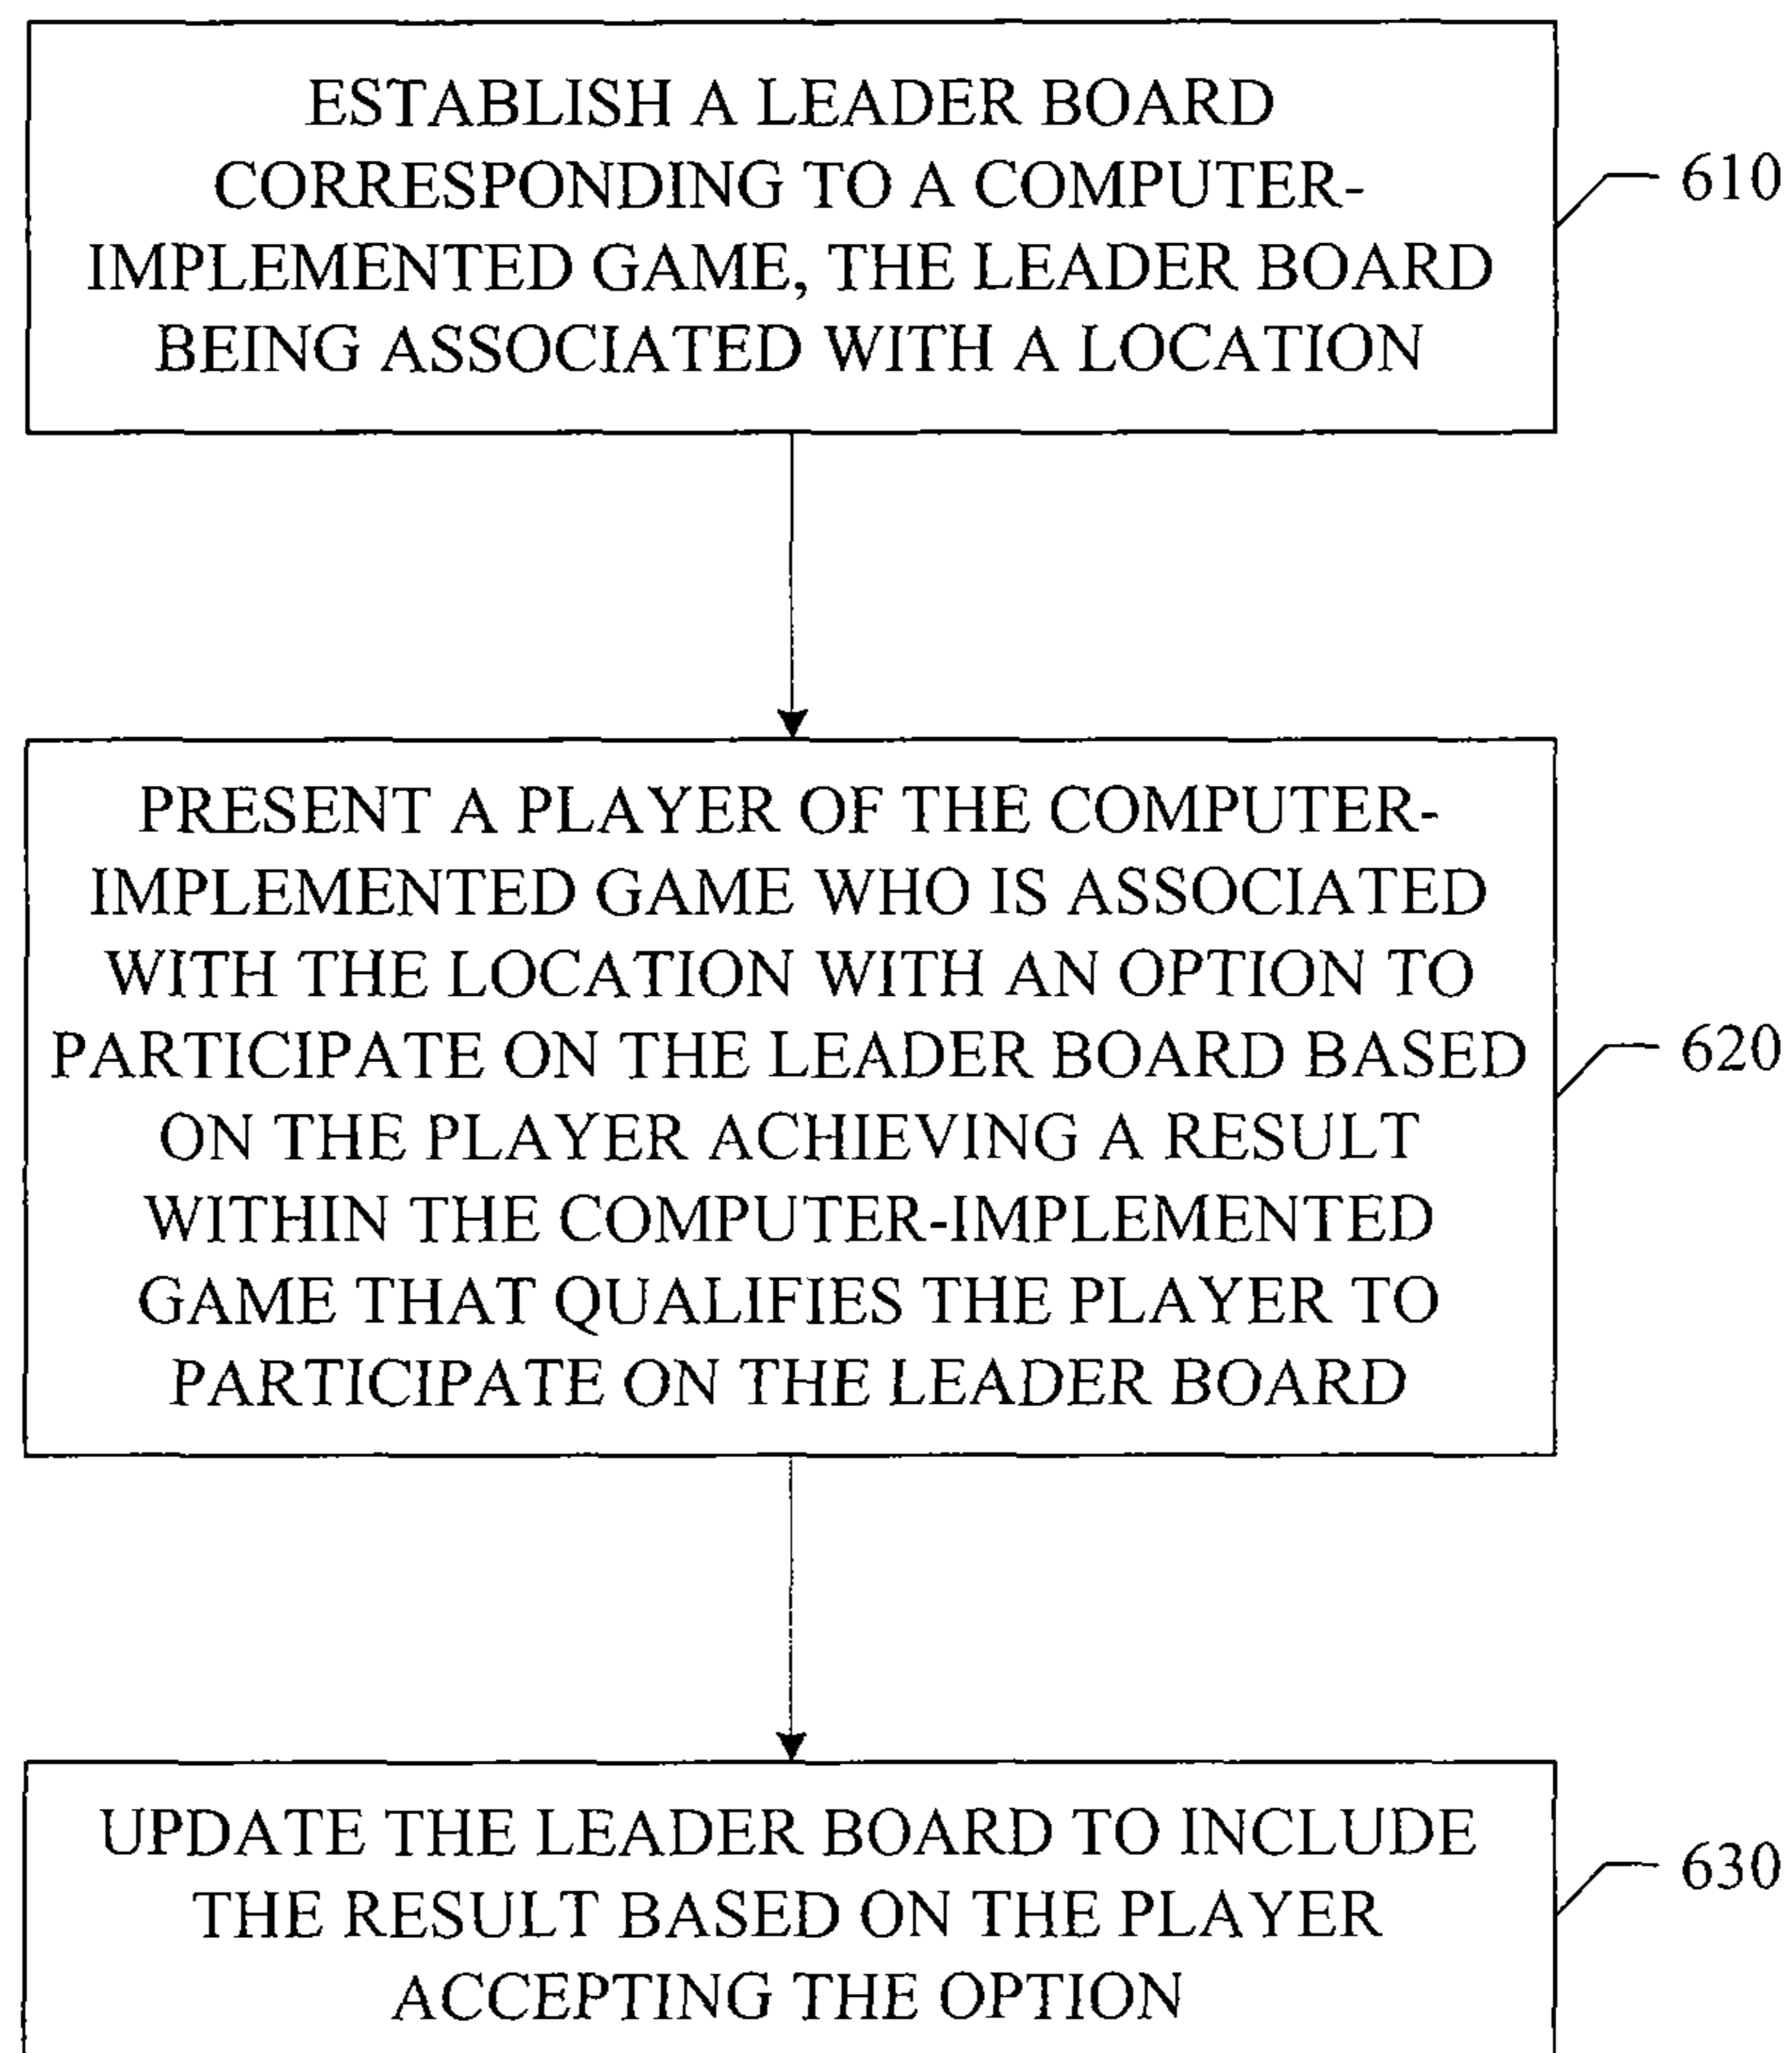 ESTABLISH A LEADER BOARD
CORRESPONDING TO A COMPUTER-
IMPLEMENTED GAME, THE LEADER BOARD
BEING ASSOCIATED WITH A LOCATION
610
PRESENT A PLAYER OF THE COMPUTER-
IMPLEMENTED GAME WHO IS ASSOCIATED
WITH THE LOCATION WITH AN OPTION TO
PARTICIPATE ON THE LEADER BOARD BASED
ON THE PLAYER ACHIEVING A RESULT
WITHIN THE COMPUTER-IMPLEMENTED
GAME THAT QUALIFIES THE PLAYER TO
PARTICIPATE ON THE LEADER BOARD
620
UPDATE THE LEADER BOARD TO INCLUDE
THE RESULT BASED ON THE PLAYER
ACCEPTING THE OPTION
630